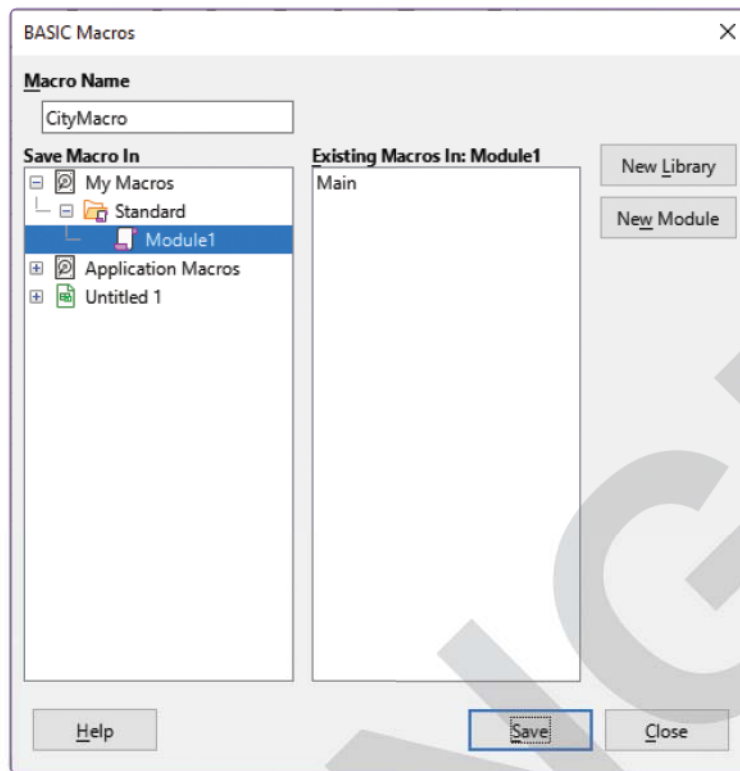 BASIC Macros
Macro Name
CityMacro
Save Macro In
Existing Macros In: Module1
New Library
New Module
My Macros
Standard
Module1
Application Macros
Untitled 1
Main
Help
Save
Close